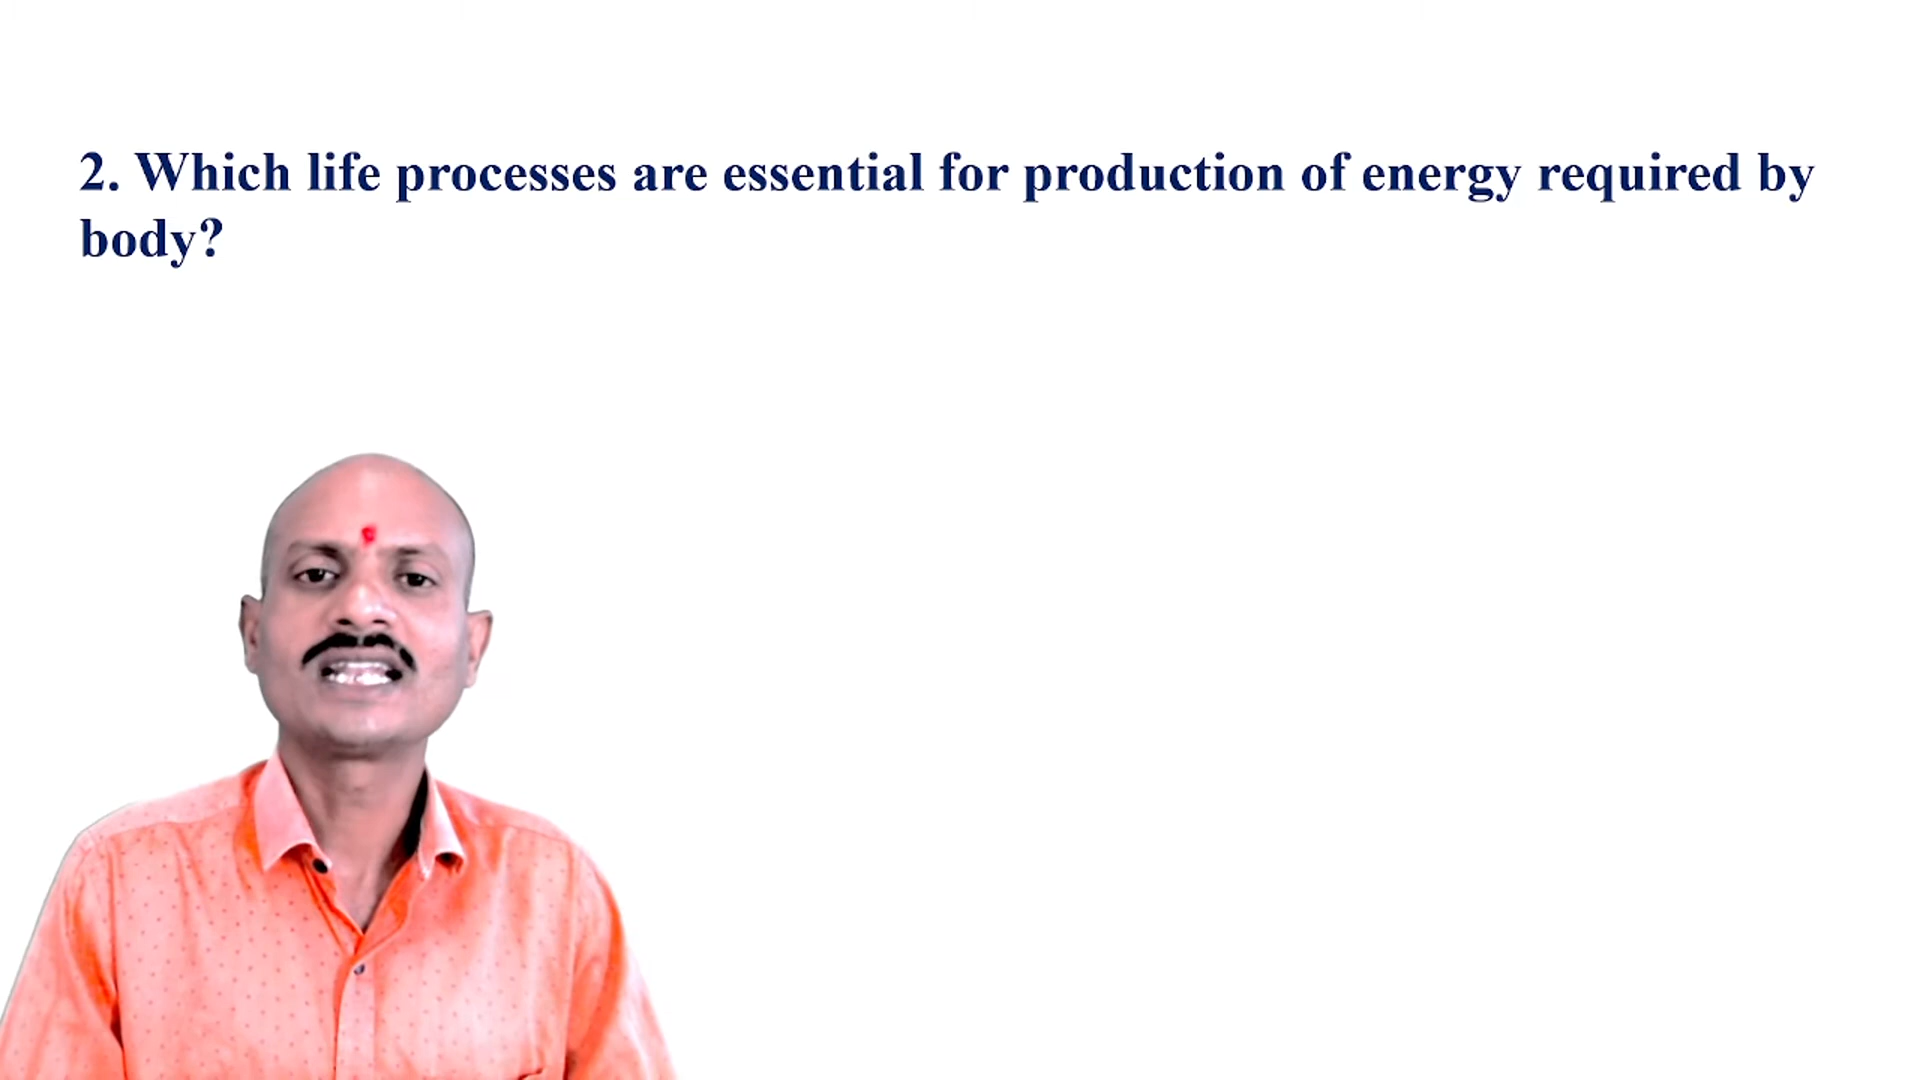 2. Which life processes are essential for production of energy required by
body?